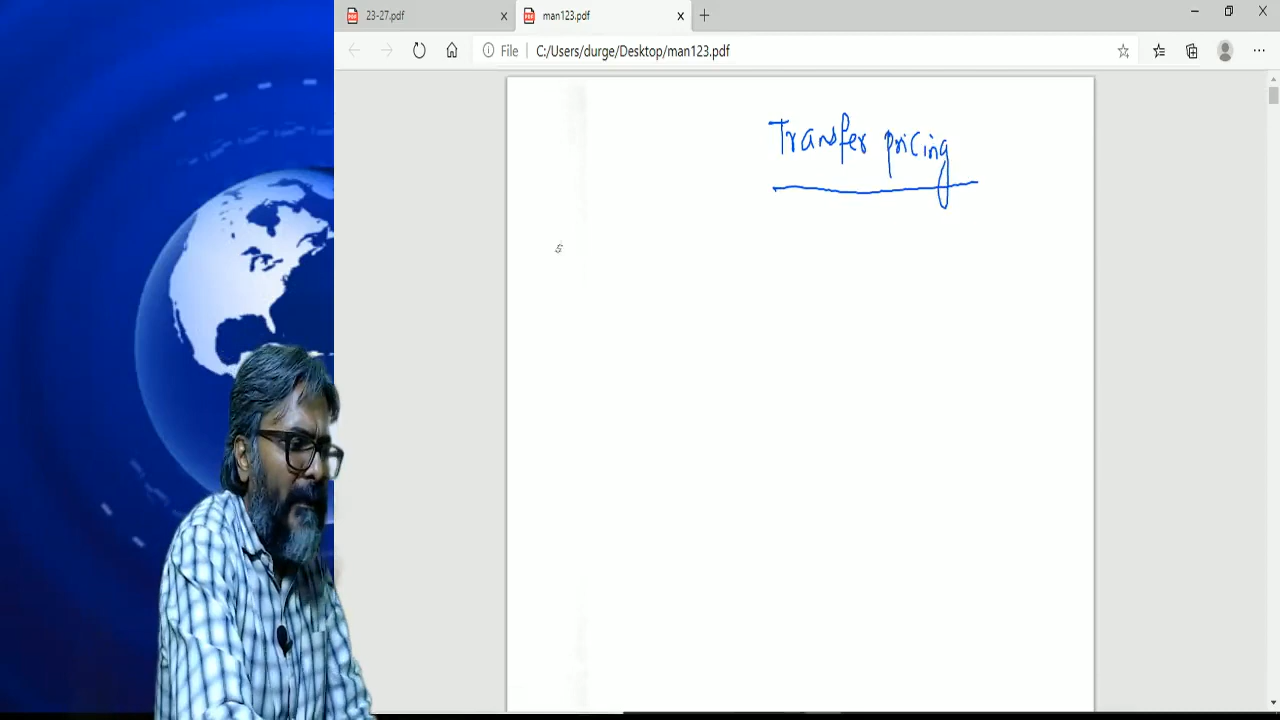 23-27.pdf
man123.pdf
File
C:/Users/durge/Desktop/man123.pdf
Transfer pricing